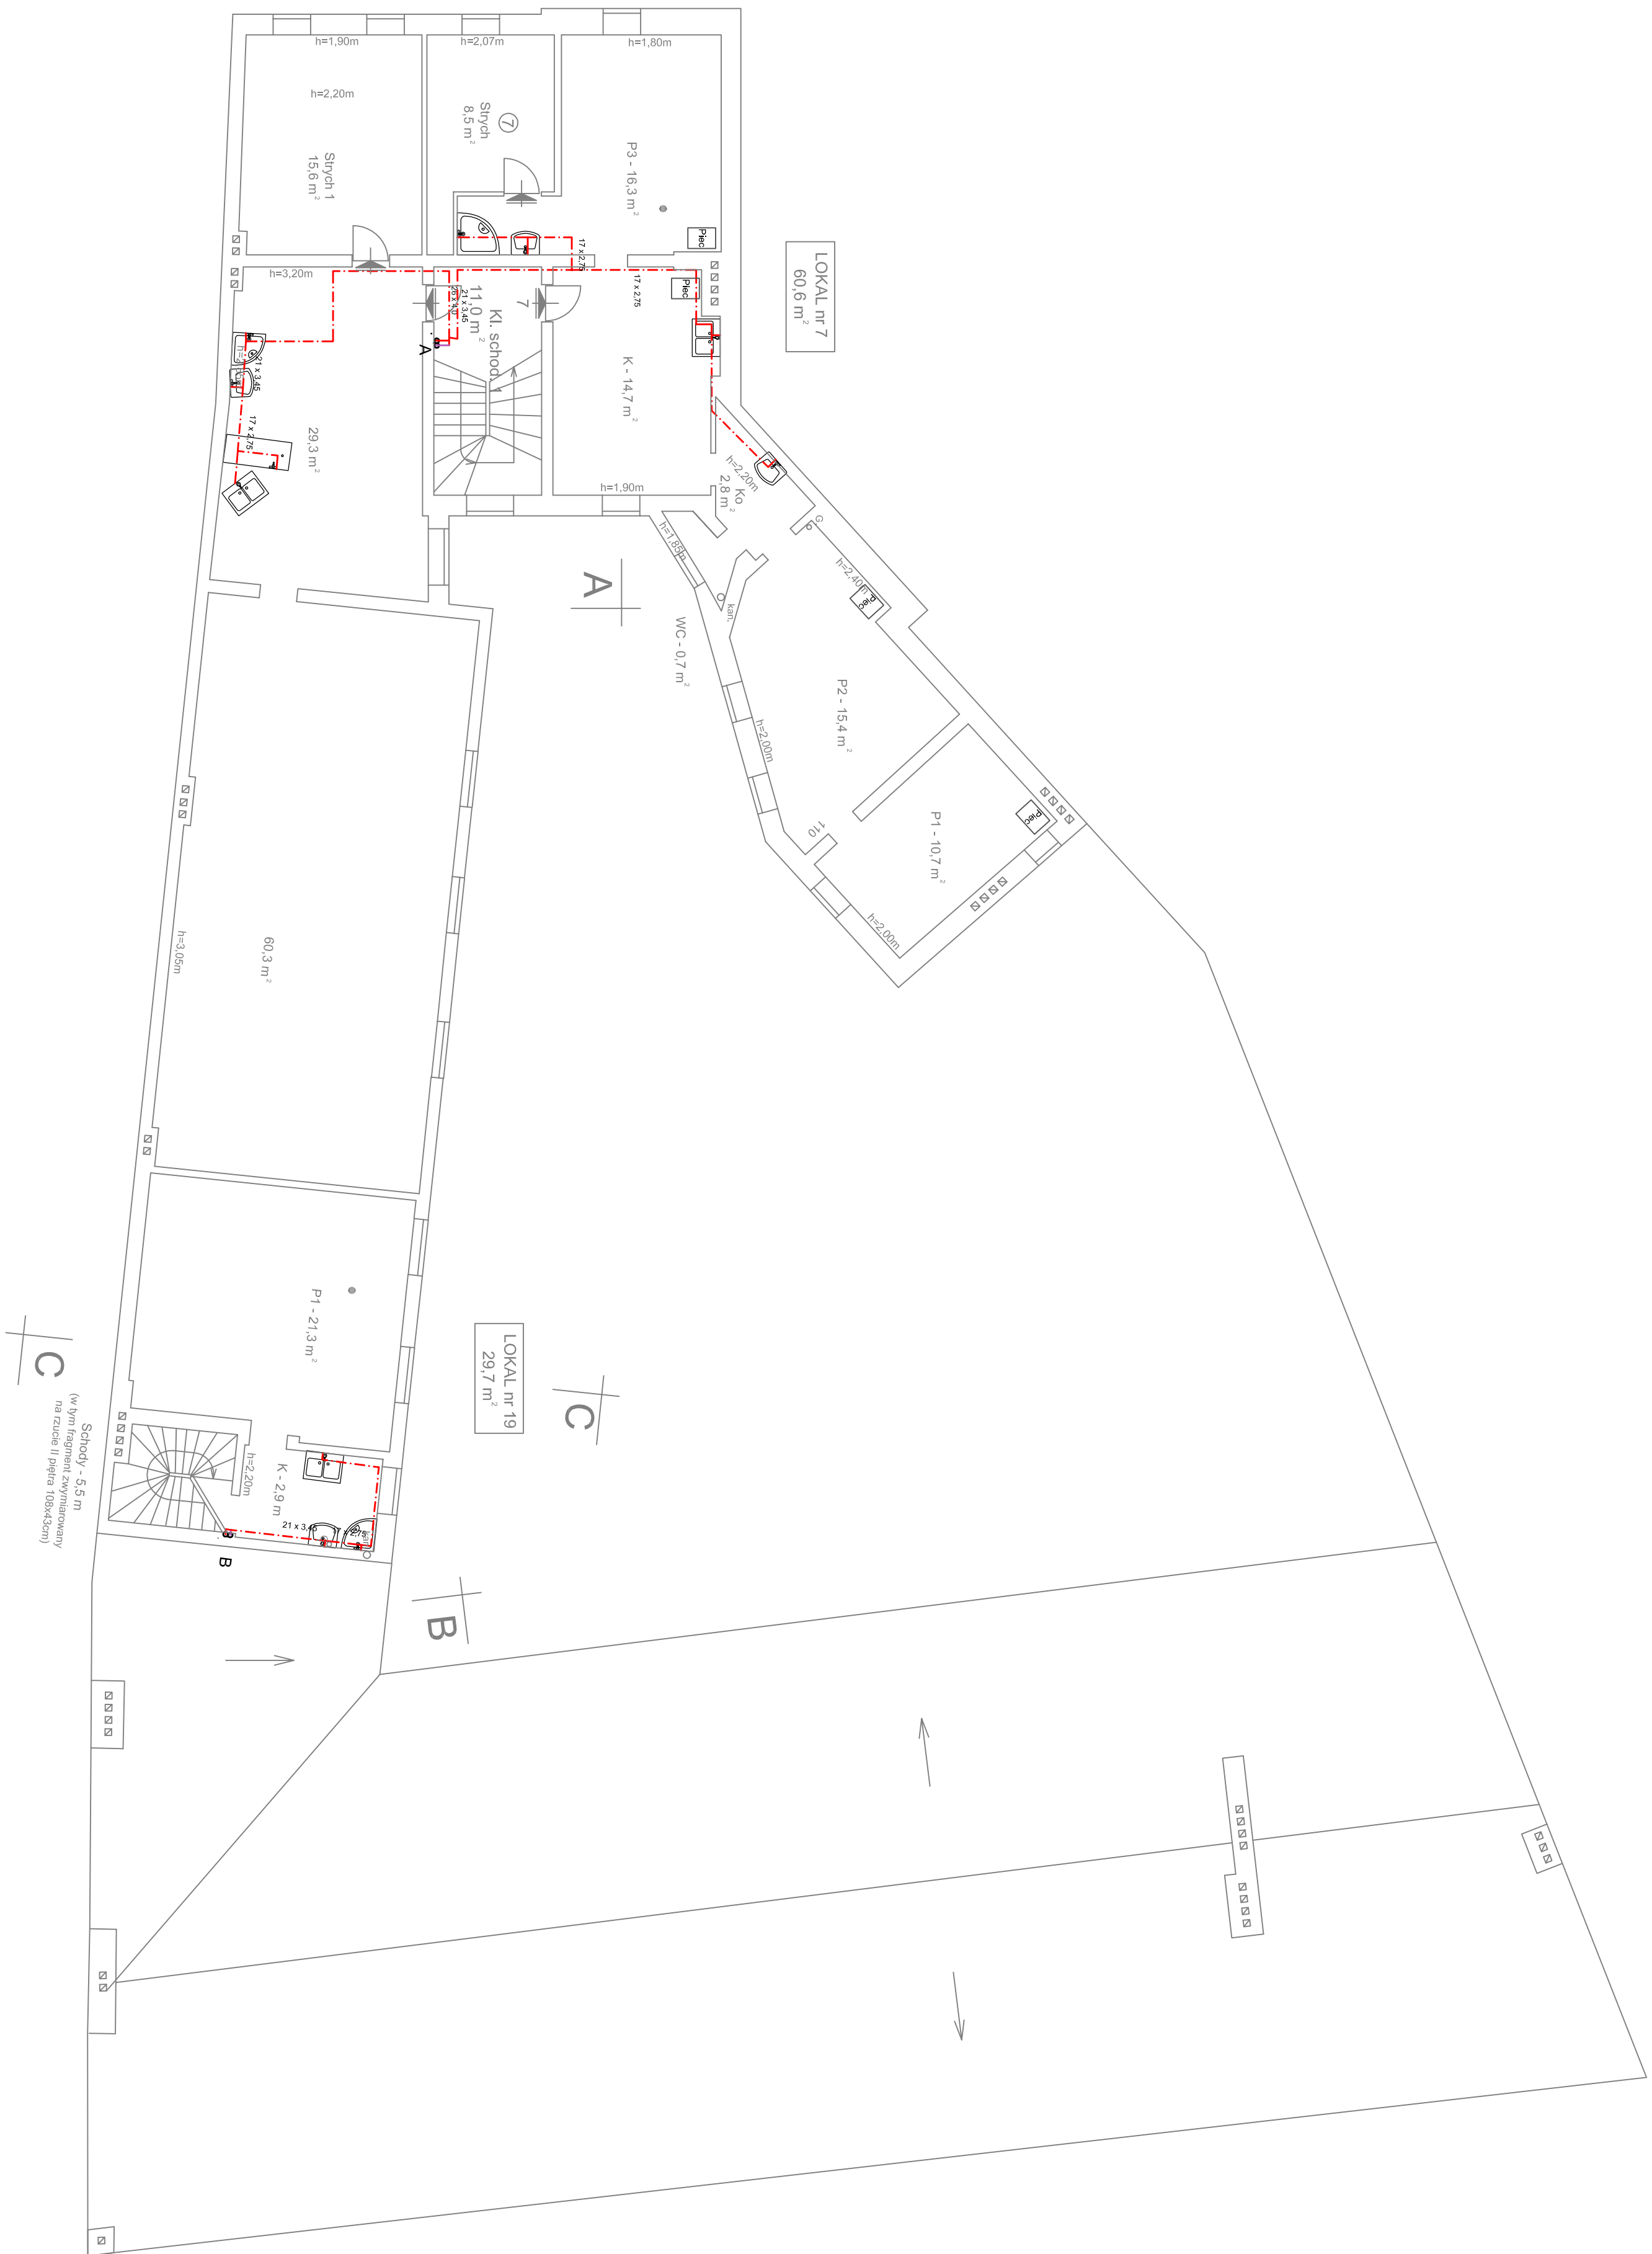 h=1,90m
h=2,07m
h=1,80m
h=2,20m
Strych 1
15,6 m²
7
Strych
8,5 m²
P3 - 16,3 m²
Piec
17 x 2,75
LOKAL nr 7
60,6 m²
h=3,20m
Piec
17 x 2,75
7
Kl. schod. 1
11,0 m²
21 x 3,45
26 x 4,0
A
K - 14,7 m²
21 x 3,45
17 x 2,75
29,3 m²
h=1,90m
Ko
2,8 m²
h=2,20m
G
h=1,85m
h=2,40m
Piec
A
kan.
WC - 0,7 m²
P2 - 15,4 m²
h=2,00m
Piec
P1 - 10,7 m²
110
h=2,00m
60,3 m²
h=3,05m
P1 - 21,3 m²
LOKAL nr 19
29,7 m²
C
C
Schody - 5,5 m
(w tym fragment zwymiarowany
na rzucie II piętra 108x43cm)
h=2,20m
K - 2,9 m
21 x 3,45
17 x 2,75
B
B